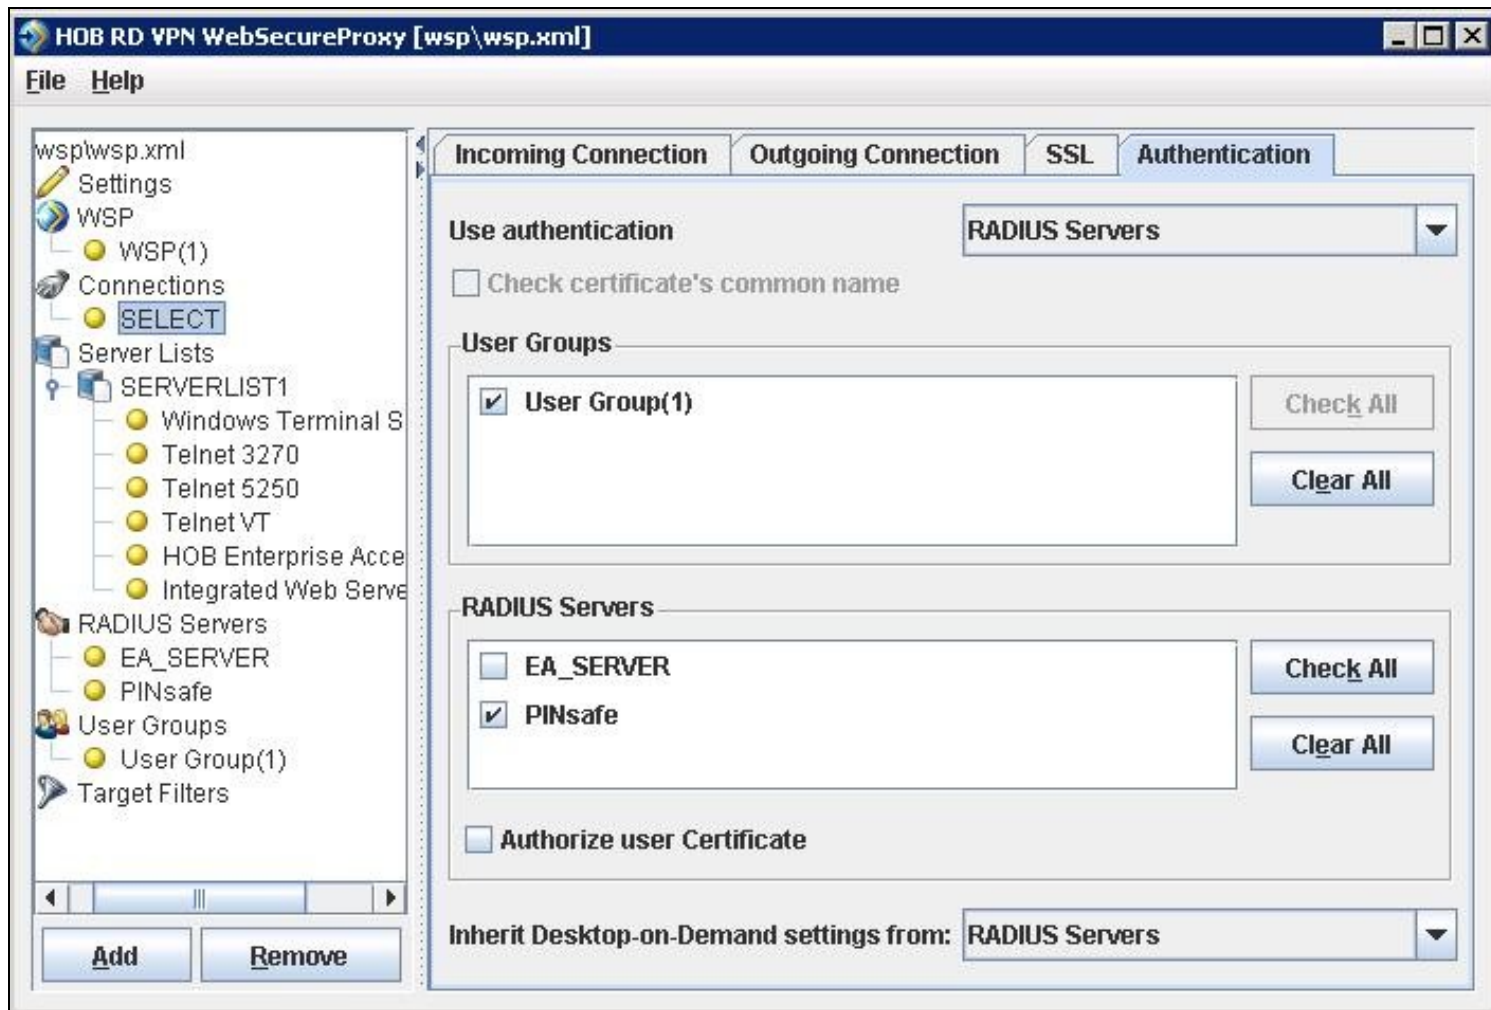 HOB RD VPN WebSecureProxy [wsp\wsp.xml]
File Help
wsp\wsp.xml
Settings
WSP
WSP(1)
Connections
SELECT
Server Lists
SERVERLIST1
Windows Terminal S
Telnet 3270
Telnet 5250
Telnet VT
HOB Enterprise Acce
Integrated Web Serve
RADIUS Servers
EA_SERVER
PINsafe
User Groups
User Group(1)
Target Filters
Add Remove
Incoming Connection Outgoing Connection SSL Authentication
Use authentication RADIUS Servers
Check certificate's common name
User Groups
User Group(1)
Check All
Clear All
RADIUS Servers
EA_SERVER
PINsafe
Check All
Clear All
Authorize user Certificate
Inherit Desktop-on-Demand settings from: RADIUS Servers